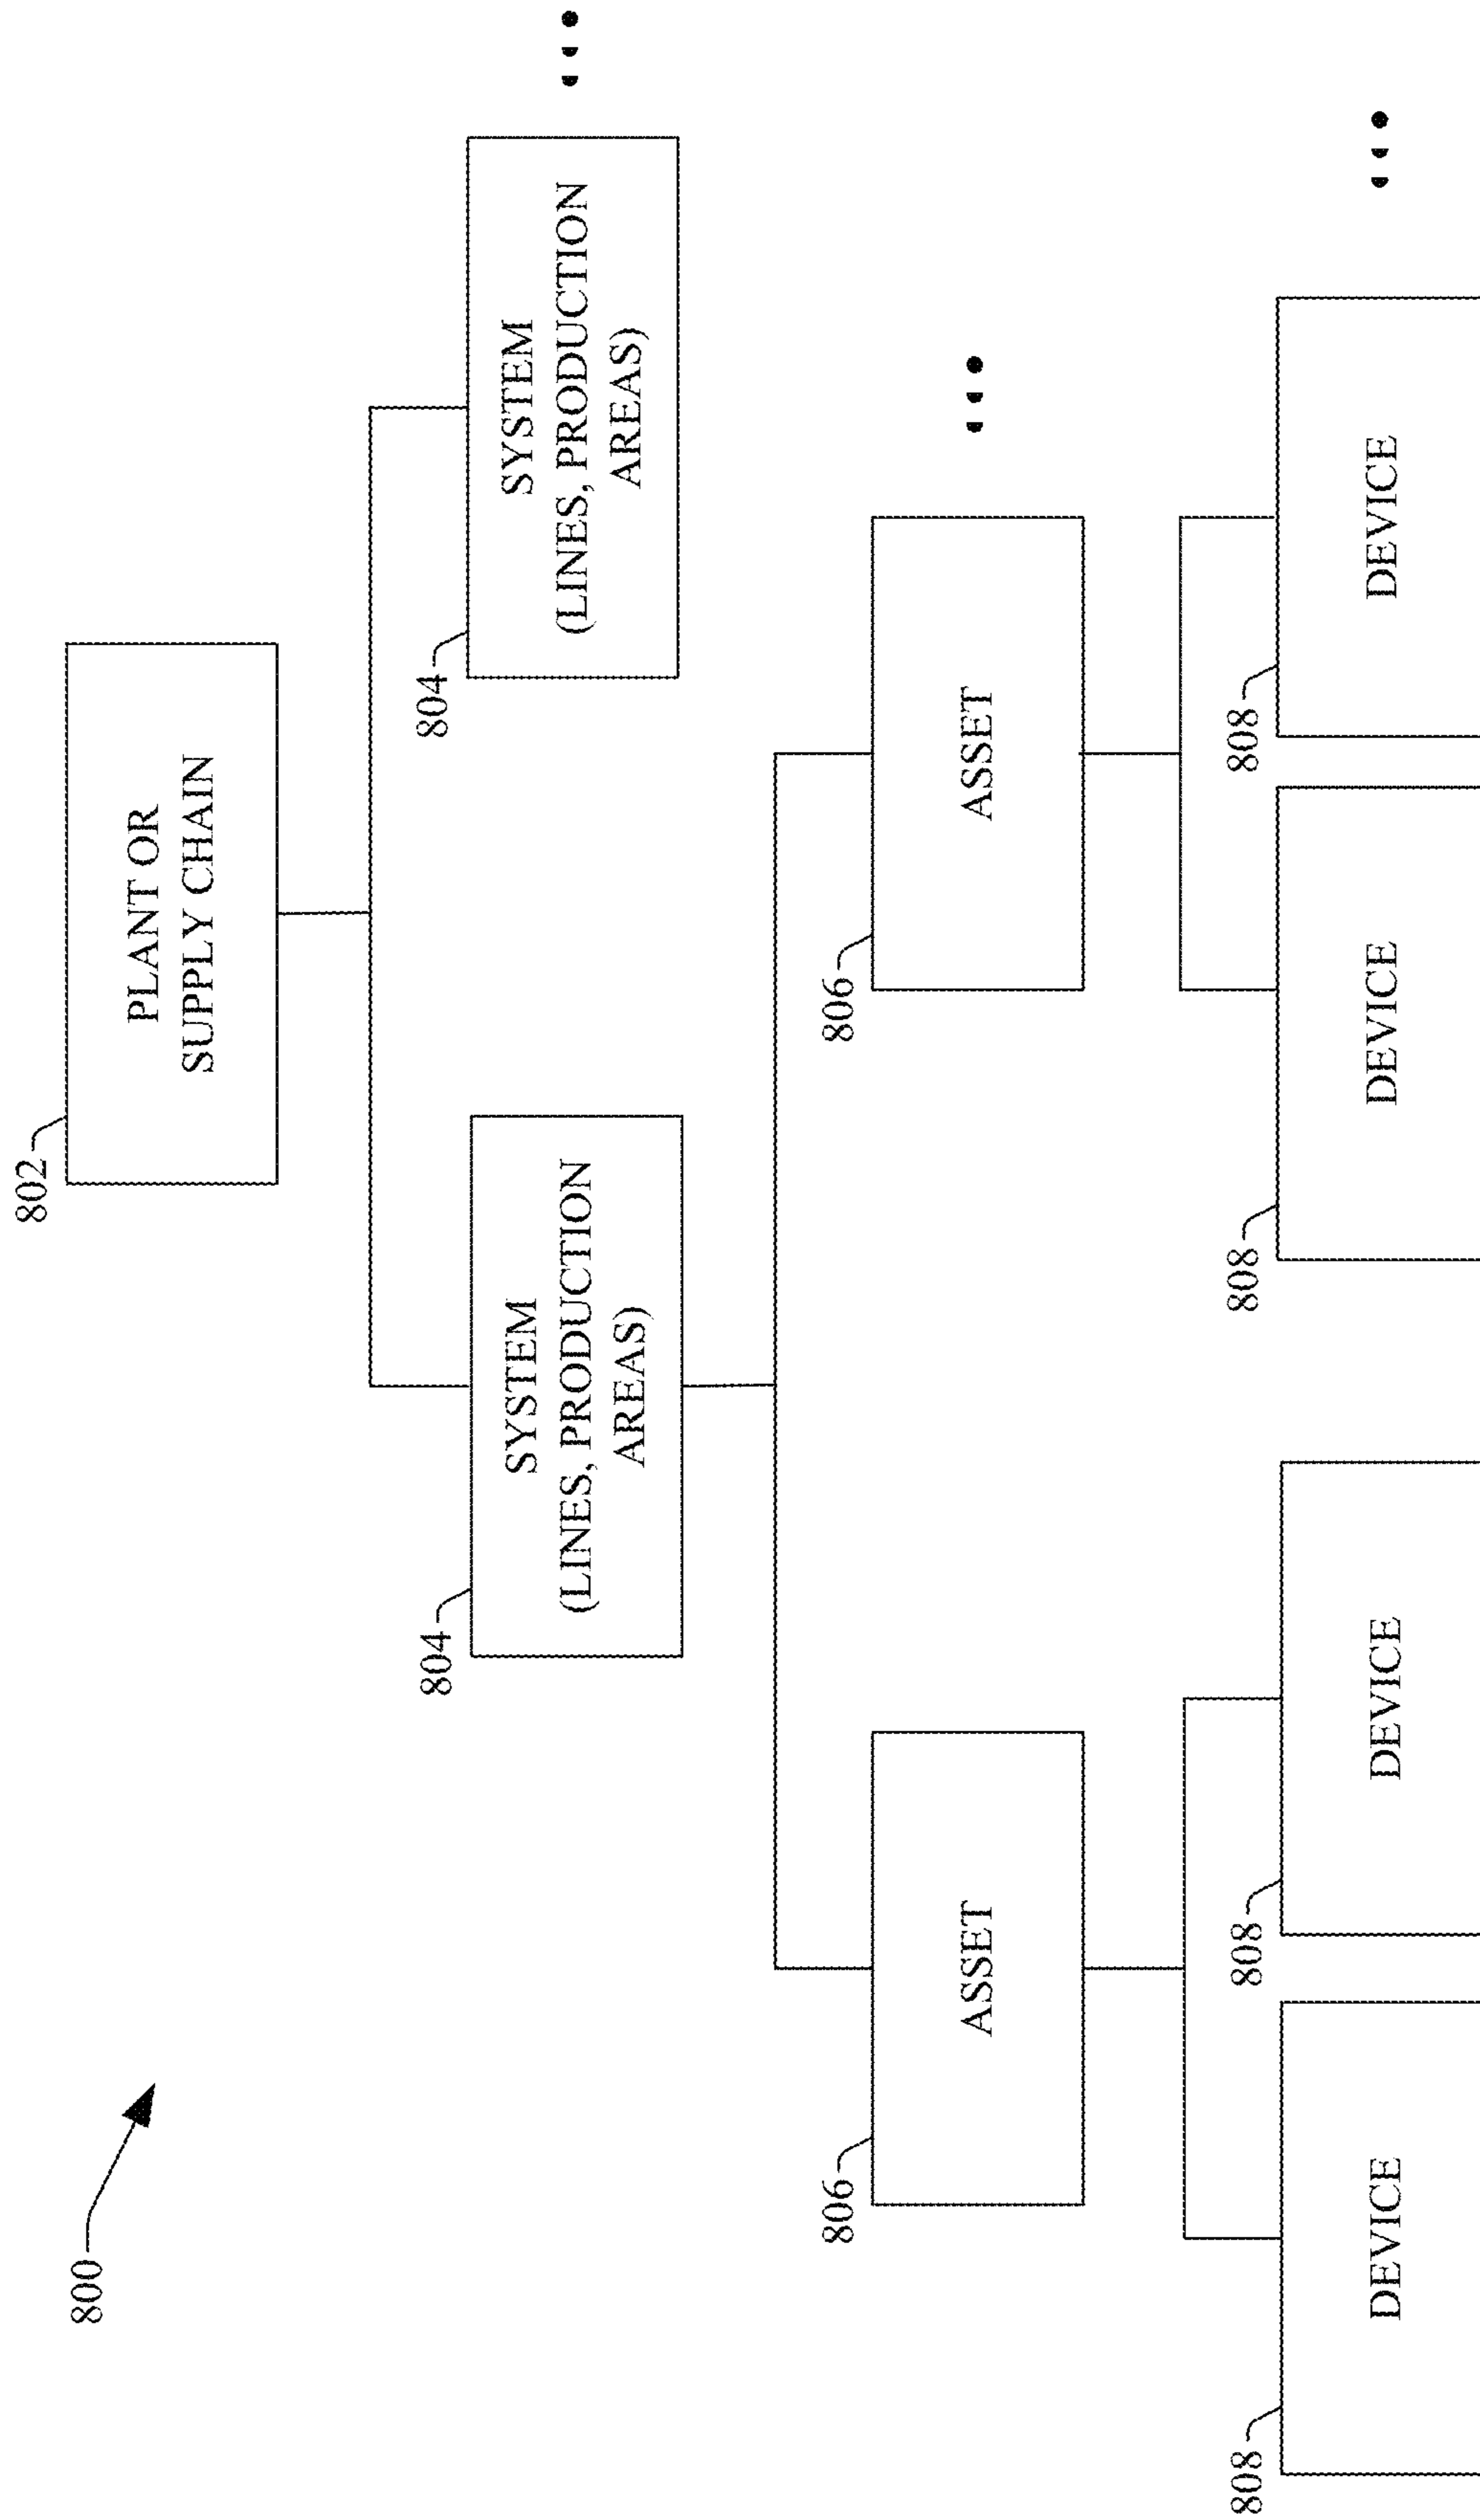 800
802
PLANT OR
SUPPLY CHAIN
804
SYSTEM
(LINES, PRODUCTION
AREAS)
804
SYSTEM
(LINES, PRODUCTION
AREAS)
806
ASSET
806
ASSET
808
DEVICE
808
DEVICE
808
DEVICE
808
DEVICE